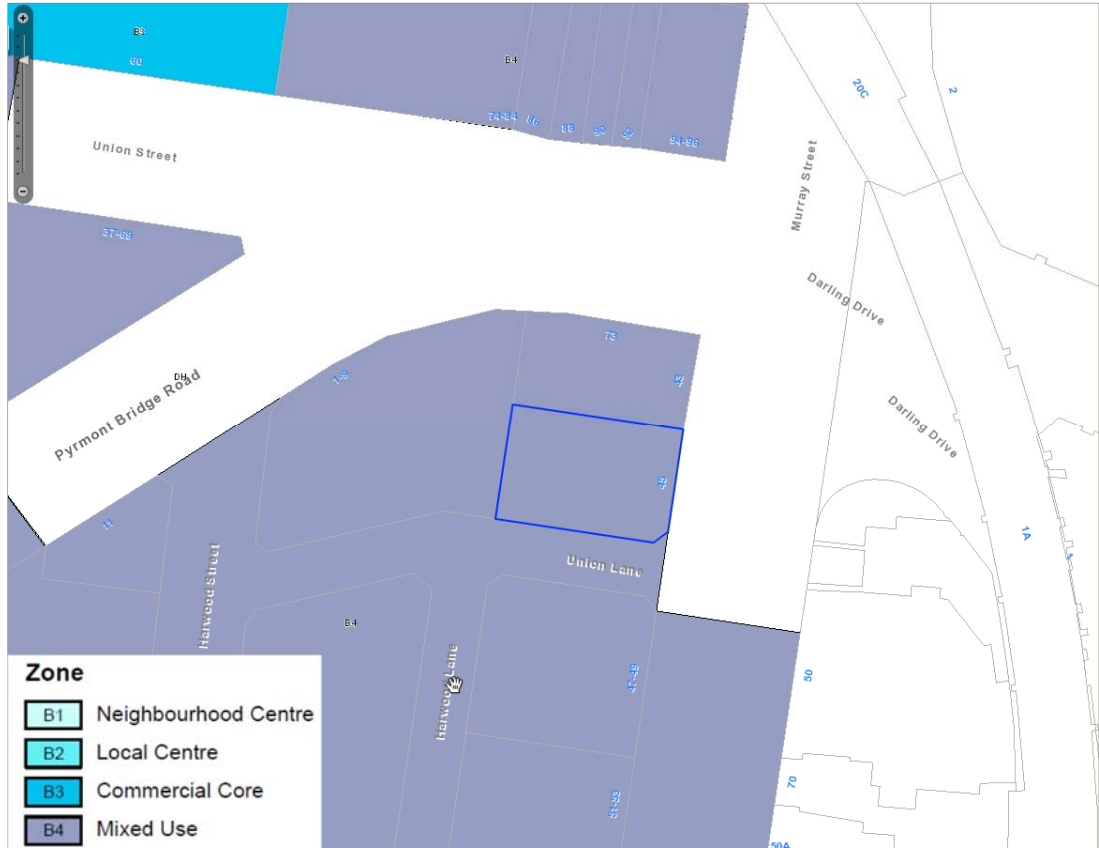 B3
60
B4
74-84
86
88
90
94-96
Union Street
20C
2
Murray Street
37-69
Darling Drive
73
42
1-9
DH
Pyrmont Bridge Road
Darling Drive
45
11
1A
Union Lane
Harwood Street
B4
Harwood Lane
47-49
50
51-53
70
50A
Zone
B1 Neighbourhood Centre
B2 Local Centre
B3 Commercial Core
B4 Mixed Use